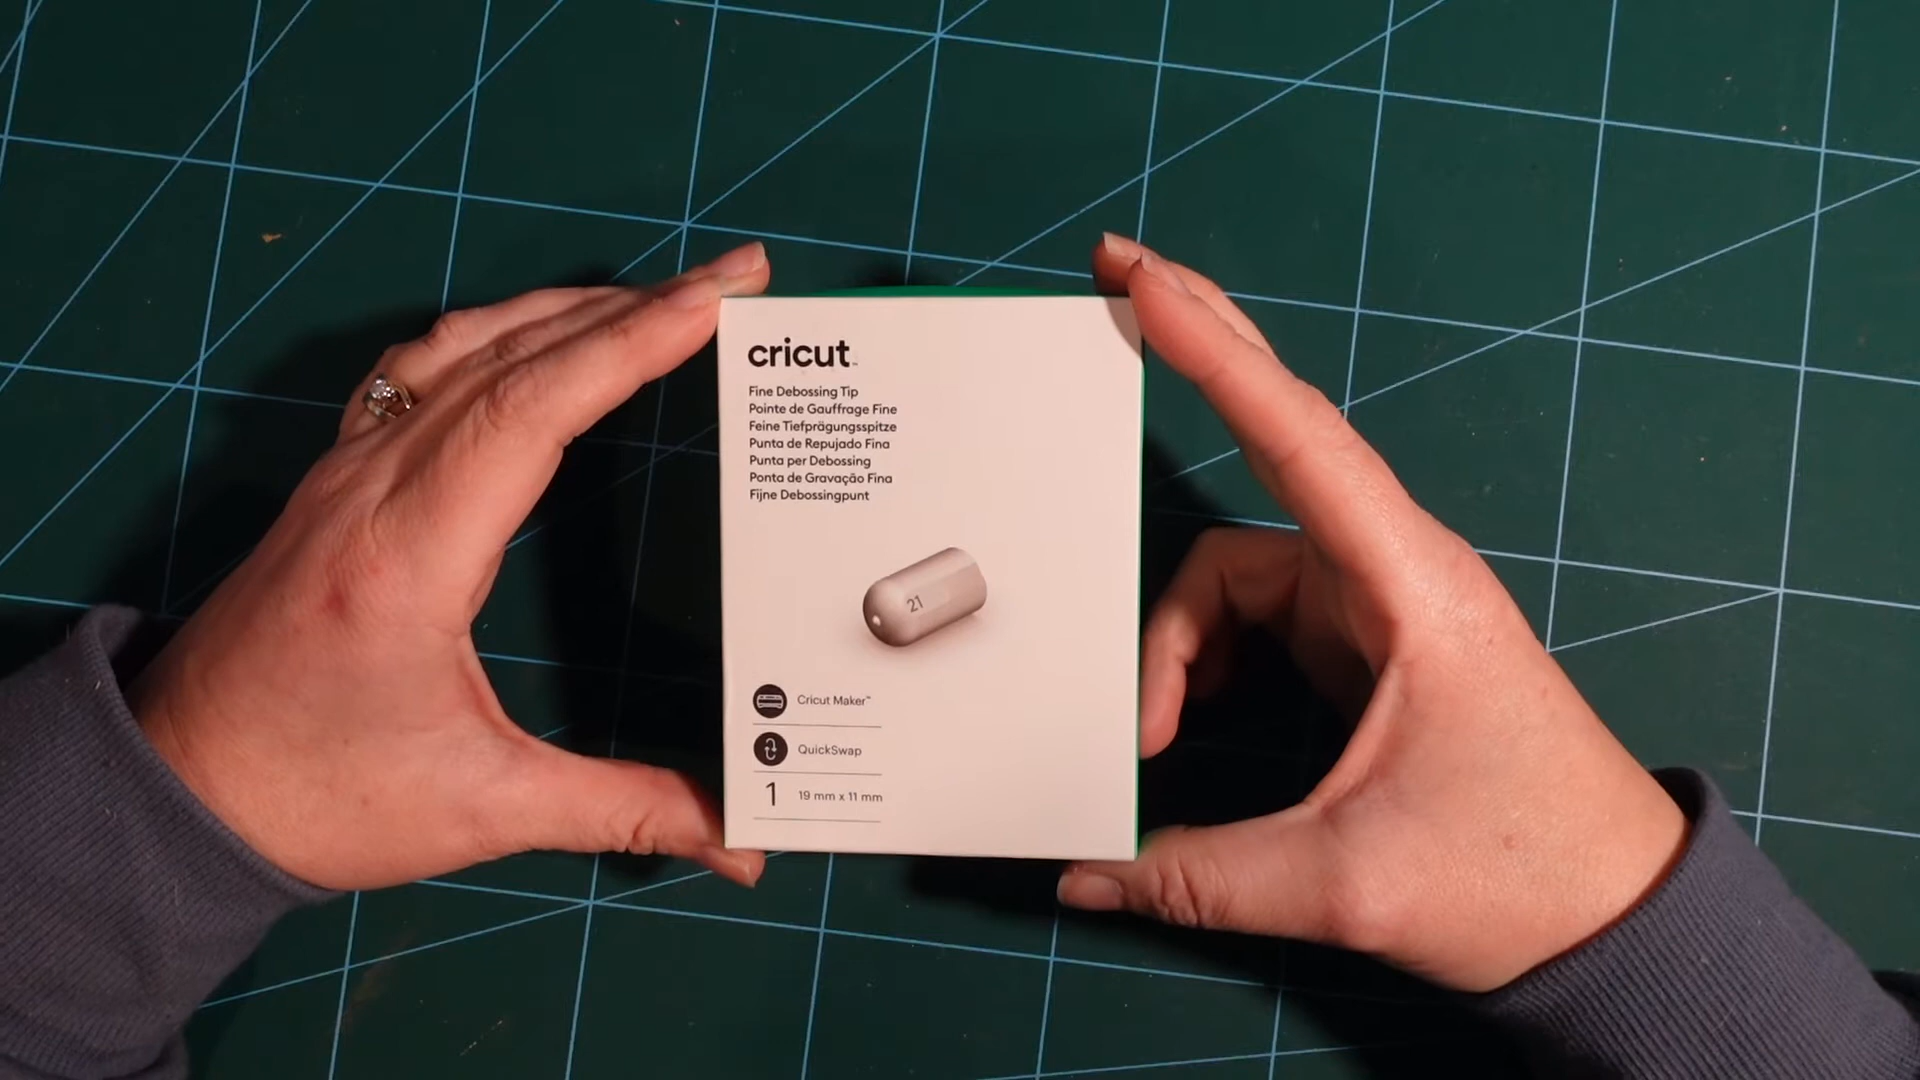 cricut
Fine Debossing Tip
Pointe de Gauffrage Fine
Feine Tiefprägungsspitze
Punta de Repujado Fina
Punta per Debossing
Ponta de Gravação Fina
Fijne Debossingpunt
21
Cricut Maker™
QuickSwap
1 19 mm x 11 mm